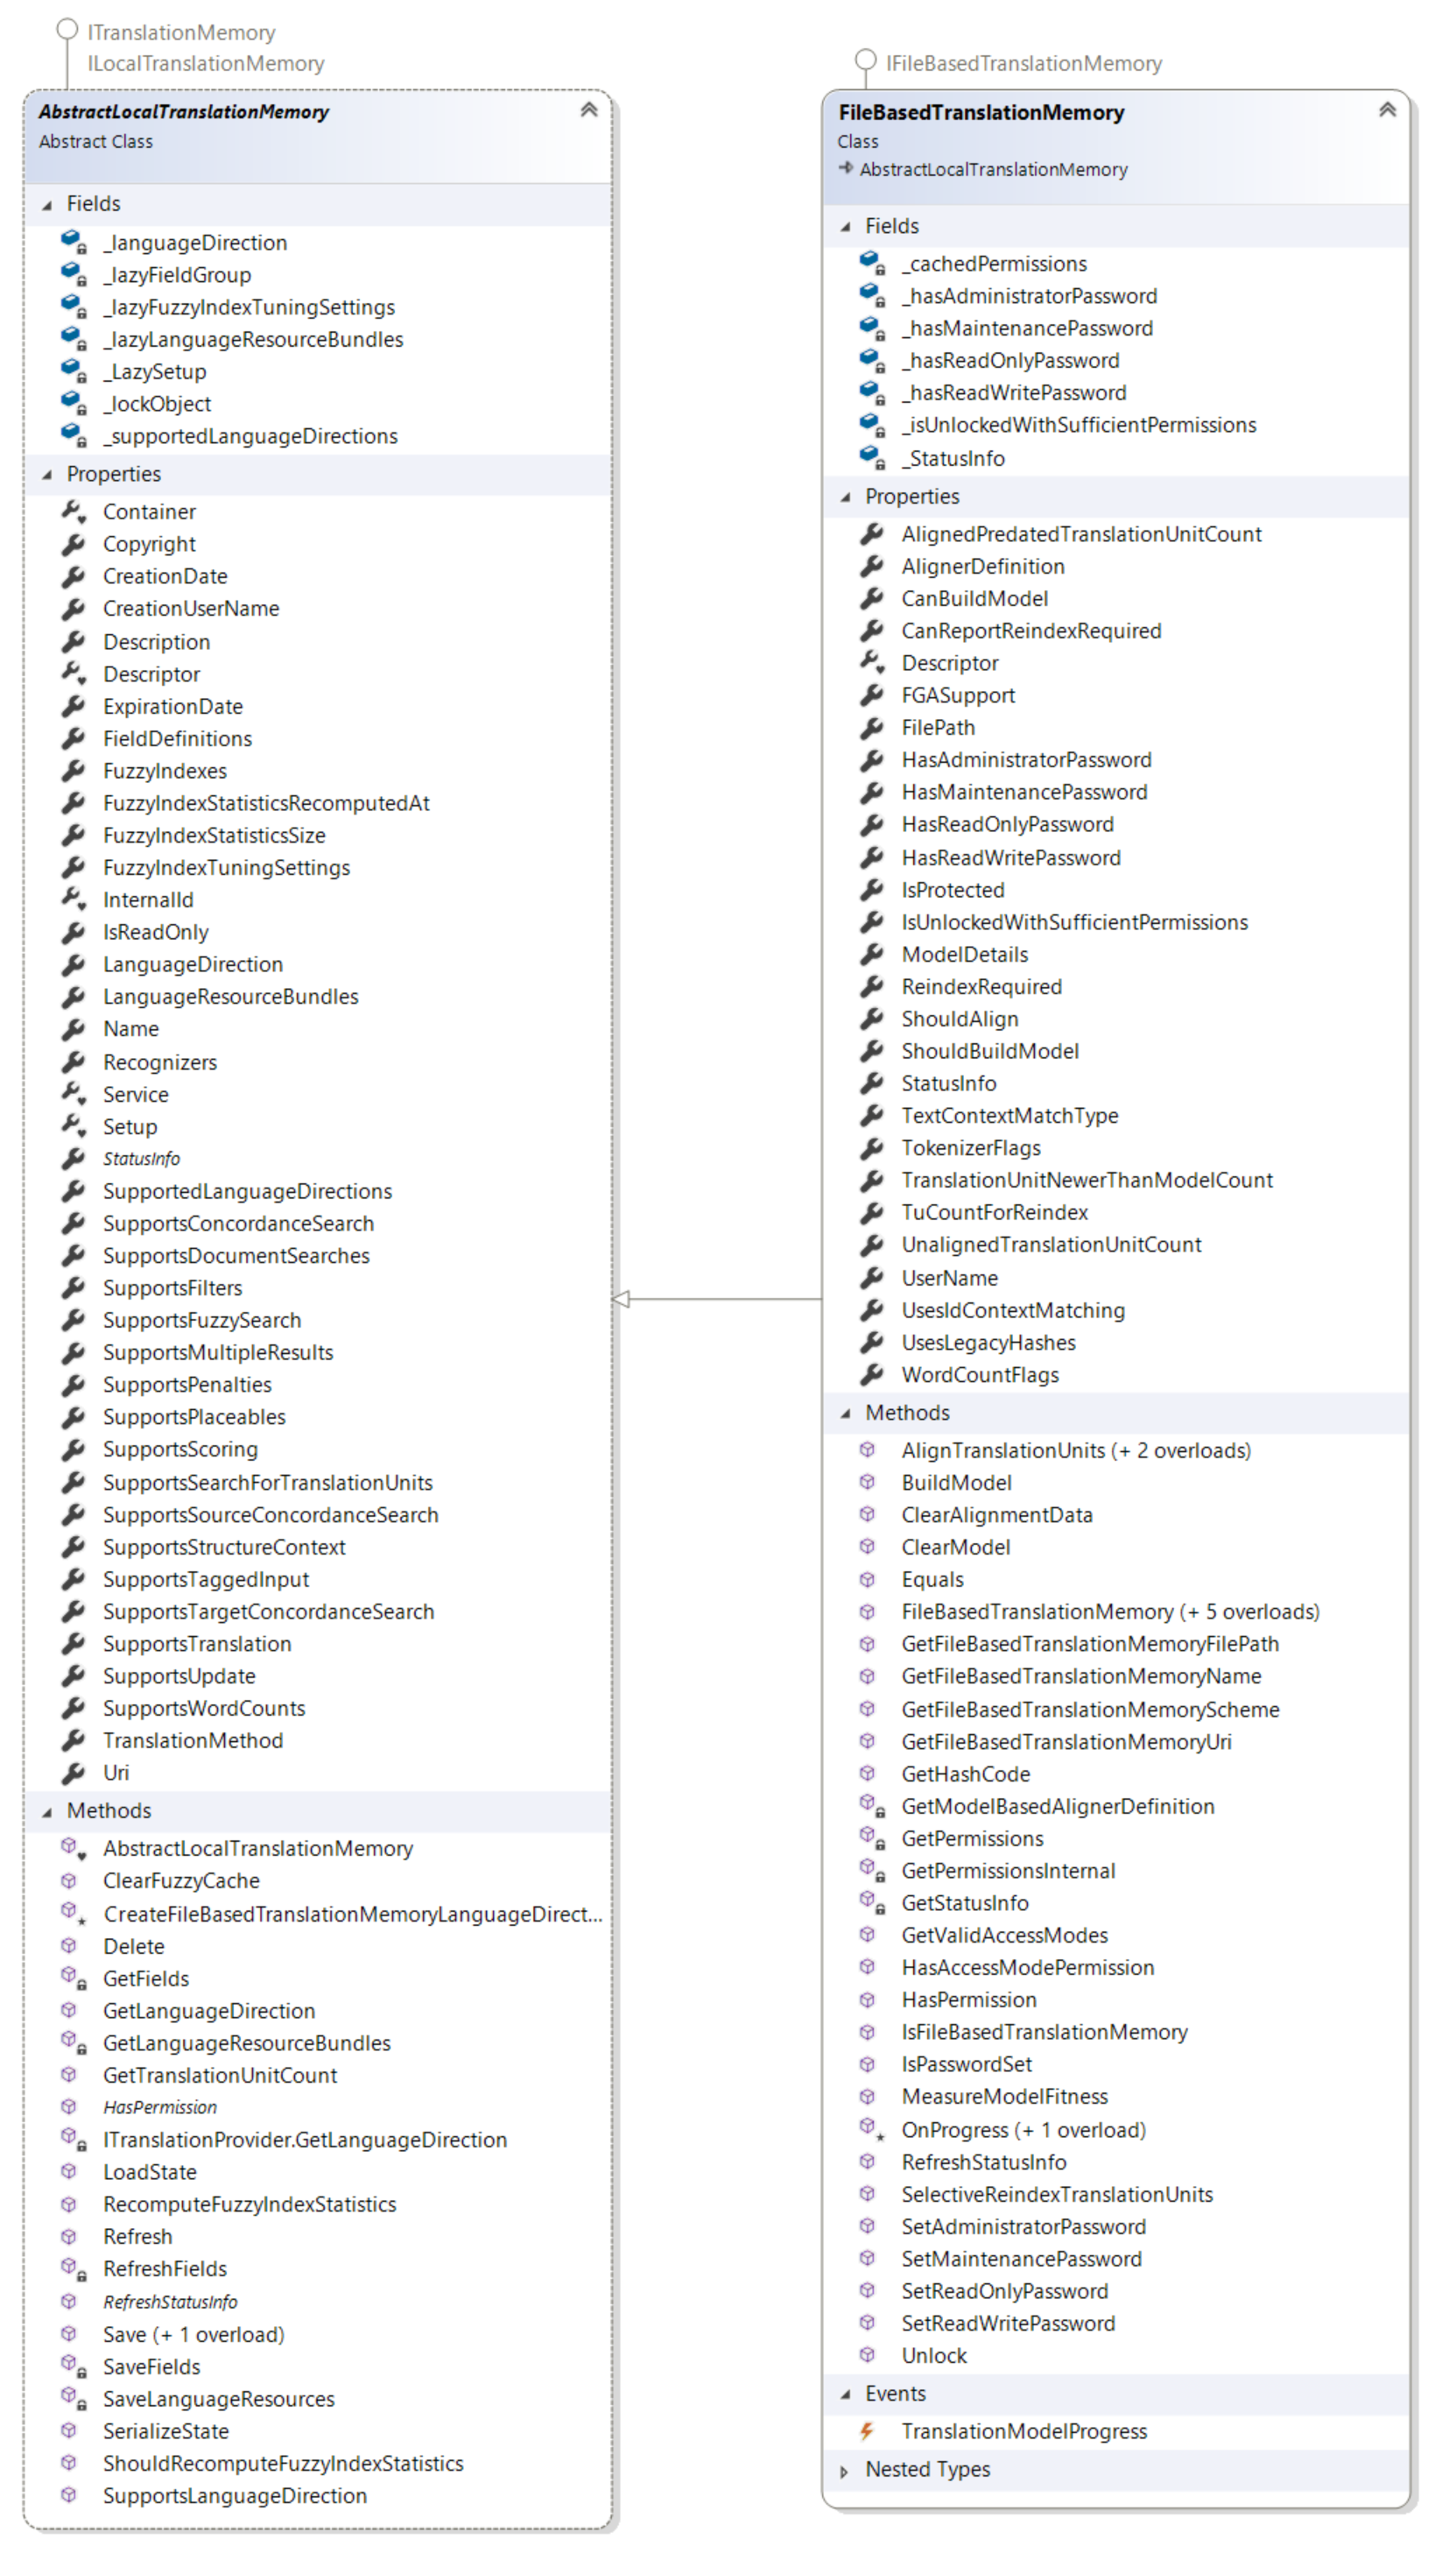 ITranslationMemory
ILocalTranslationMemory
AbstractLocalTranslationMemory
Abstract Class
Fields
_languageDirection
_lazyFieldGroup
_lazyFuzzyIndexTuningSettings
_lazyLanguageResourceBundles
_LazySetup
_lockObject
_supportedLanguageDirections
Properties
Container
Copyright
CreationDate
CreationUserName
Description
Descriptor
ExpirationDate
FieldDefinitions
FuzzyIndexes
FuzzyIndexStatisticsRecomputedAt
FuzzyIndexStatisticsSize
FuzzyIndexTuningSettings
InternalId
IsReadOnly
LanguageDirection
LanguageResourceBundles
Name
Recognizers
Service
Setup
StatusInfo
SupportedLanguageDirections
SupportsConcordanceSearch
SupportsDocumentSearches
SupportsFilters
SupportsFuzzySearch
SupportsMultipleResults
SupportsPenalties
SupportsPlaceables
SupportsScoring
SupportsSearchForTranslationUnits
SupportsSourceConcordanceSearch
SupportsStructureContext
SupportsTaggedInput
SupportsTargetConcordanceSearch
SupportsTranslation
SupportsUpdate
SupportsWordCounts
TranslationMethod
Uri
Methods
AbstractLocalTranslationMemory
ClearFuzzyCache
CreateFileBasedTranslationMemoryLanguageDirect...
Delete
GetFields
GetLanguageDirection
GetLanguageResourceBundles
GetTranslationUnitCount
HasPermission
ITranslationProvider.GetLanguageDirection
LoadState
RecomputeFuzzyIndexStatistics
Refresh
RefreshFields
RefreshStatusInfo
Save (+ 1 overload)
SaveFields
SaveLanguageResources
SerializeState
ShouldRecomputeFuzzyIndexStatistics
SupportsLanguageDirection
IFileBasedTranslationMemory
FileBasedTranslationMemory
Class
AbstractLocalTranslationMemory
Fields
_cachedPermissions
_hasAdministratorPassword
_hasMaintenancePassword
_hasReadOnlyPassword
_hasReadWritePassword
_isUnlockedWithSufficientPermissions
_StatusInfo
Properties
AlignedPredatedTranslationUnitCount
AlignerDefinition
CanBuildModel
CanReportReindexRequired
Descriptor
FGASupport
FilePath
HasAdministratorPassword
HasMaintenancePassword
HasReadOnlyPassword
HasReadWritePassword
IsProtected
IsUnlockedWithSufficientPermissions
ModelDetails
ReindexRequired
ShouldAlign
ShouldBuildModel
StatusInfo
TextContextMatchType
TokenizerFlags
TranslationUnitNewerThanModelCount
TuCountForReindex
UnalignedTranslationUnitCount
UserName
UsesIdContextMatching
UsesLegacyHashes
WordCountFlags
Methods
AlignTranslationUnits (+ 2 overloads)
BuildModel
ClearAlignmentData
ClearModel
Equals
FileBasedTranslationMemory (+ 5 overloads)
GetFileBasedTranslationMemoryFilePath
GetFileBasedTranslationMemoryName
GetFileBasedTranslationMemoryScheme
GetFileBasedTranslationMemoryUri
GetHashCode
GetModelBasedAlignerDefinition
GetPermissions
GetPermissionsInternal
GetStatusInfo
GetValidAccessModes
HasAccessModePermission
HasPermission
IsFileBasedTranslationMemory
IsPasswordSet
MeasureModelFitness
OnProgress (+ 1 overload)
RefreshStatusInfo
SelectiveReindexTranslationUnits
SetAdministratorPassword
SetMaintenancePassword
SetReadOnlyPassword
SetReadWritePassword
Unlock
Events
TranslationModelProgress
Nested Types